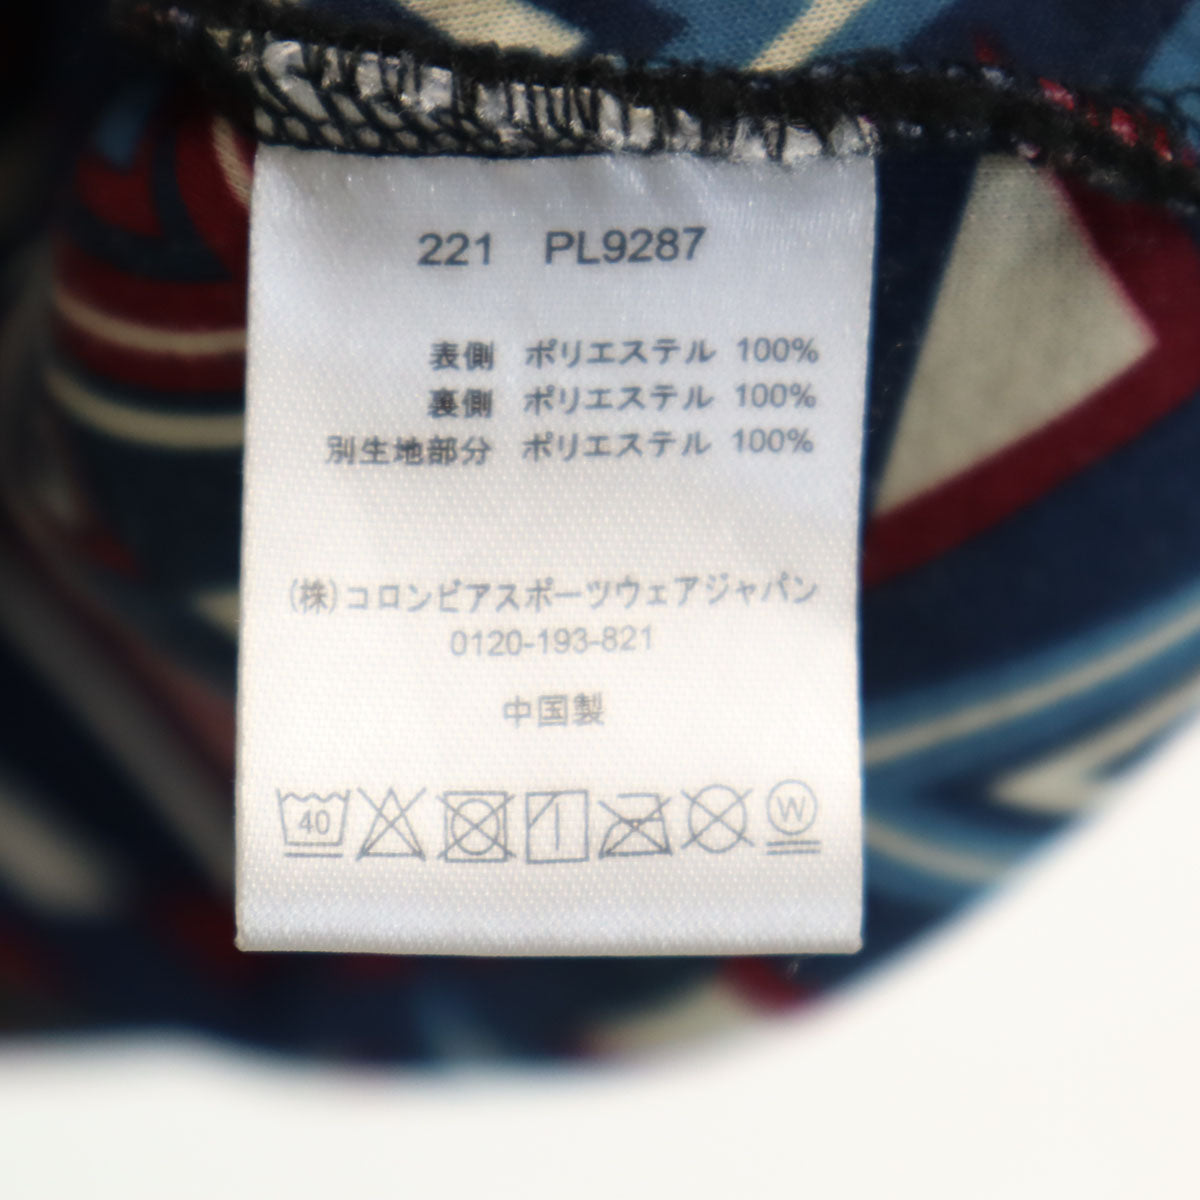 221 PL9287
表側 ポリエステル 100%
裏側 ポリエステル 100%
別生地部分 ポリエステル 100%
(株)コロンビアスポーツウェアジャパン
0120-193-821
中国製
40 W